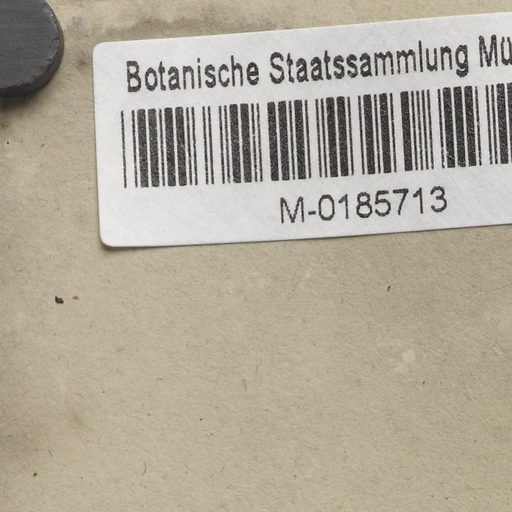 Botanische Staatssammlung Mü
M-0185713